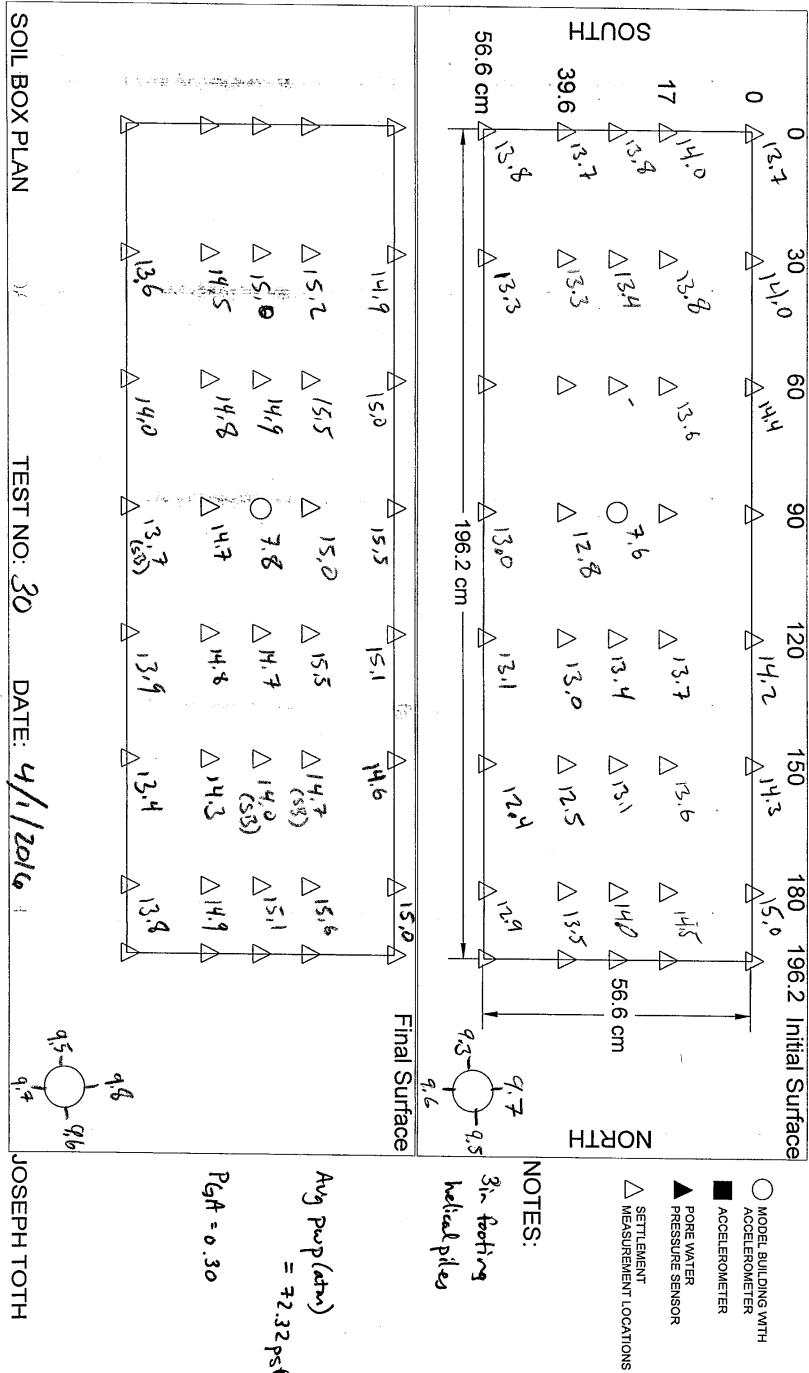 0 30 60 90 120 150 180 196.2 Initial Surface
SOUTH
NORTH
0
13.7 14.0 14.4 14.2 14.3 15.0
17
14.0 13.8 13.6 13.7 13.6 14.5
13.8 13.4 - 7.6 13.4 13.1 14.0
39.6
13.7 13.3 12.8 13.0 12.5 13.5
56.6 cm
13.8 13.3 13.0 13.1 12.4 12.9
196.2 cm
56.6 cm
9.7
9.3 9.5
9.6
MODEL BUILDING WITH
ACCELEROMETER
ACCELEROMETER
PORE WATER
PRESSURE SENSOR
SETTLEMENT
MEASUREMENT LOCATIONS
NOTES:
3in footing
helical piles
Final Surface
14.9 15.0 15.5 15.1 14.6 15.0
15.2 15.5 15.0 15.5 14.7 15.6
(SB)
15.0 14.9 7.8 14.7 14.0 15.1
(SB)
14.5 14.8 14.7 14.8 14.3 14.9
13.6 14.0 13.7 13.9 13.4 13.8
(SB)
9.8
9.5 9.6
9.7
Avg pwp (atm)
= 72.32 psf
PGA = 0.30
SOIL BOX PLAN
TEST NO: 30
DATE: 4/1/2016
JOSEPH TOTH